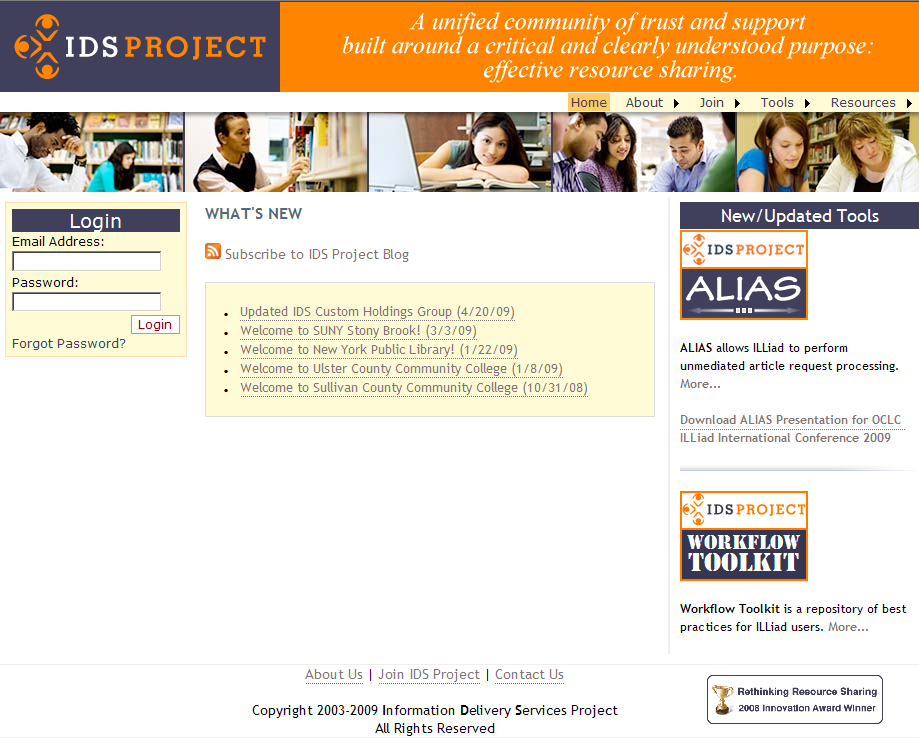 IDS PROJECT
A unified community of trust and support
built around a critical and clearly understood purpose:
effective resource sharing.
Home About Join Tools Resources
Login
Email Address:
Password:
Login
Forgot Password?
WHAT'S NEW
Subscribe to IDS Project Blog
Updated IDS Custom Holdings Group (4/20/09)
Welcome to SUNY Stony Brook! (3/3/09)
Welcome to New York Public Library! (1/22/09)
Welcome to Ulster County Community College (1/8/09)
Welcome to Sullivan County Community College (10/31/08)
New/Updated Tools
IDS PROJECT
ALIAS
ALIAS allows ILLiad to perform
unmediated article request processing.
More...
Download ALIAS Presentation for OCLC
ILLiad International Conference 2009
IDS PROJECT
WORKFLOW
TOOLKIT
Workflow Toolkit is a repository of best
practices for ILLiad users. More...
About Us | Join IDS Project | Contact Us
Copyright 2003-2009 Information Delivery Services Project
All Rights Reserved
Rethinking Resource Sharing
2008 Innovation Award Winner